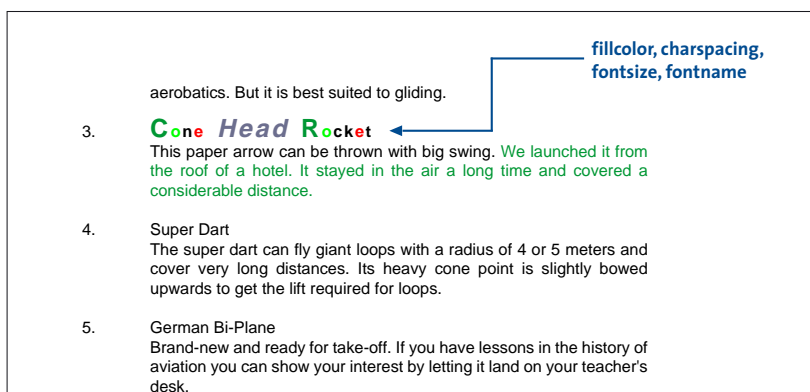 fillcolor, charspacing,
fontsize, fontname
aerobatics. But it is best suited to gliding.
3. Cone Head Rocket
This paper arrow can be thrown with big swing. We launched it from
the roof of a hotel. It stayed in the air a long time and covered a
considerable distance.
4. Super Dart
The super dart can fly giant loops with a radius of 4 or 5 meters and
cover very long distances. Its heavy cone point is slightly bowed
upwards to get the lift required for loops.
5. German Bi-Plane
Brand-new and ready for take-off. If you have lessons in the history of
aviation you can show your interest by letting it land on your teacher's
desk.